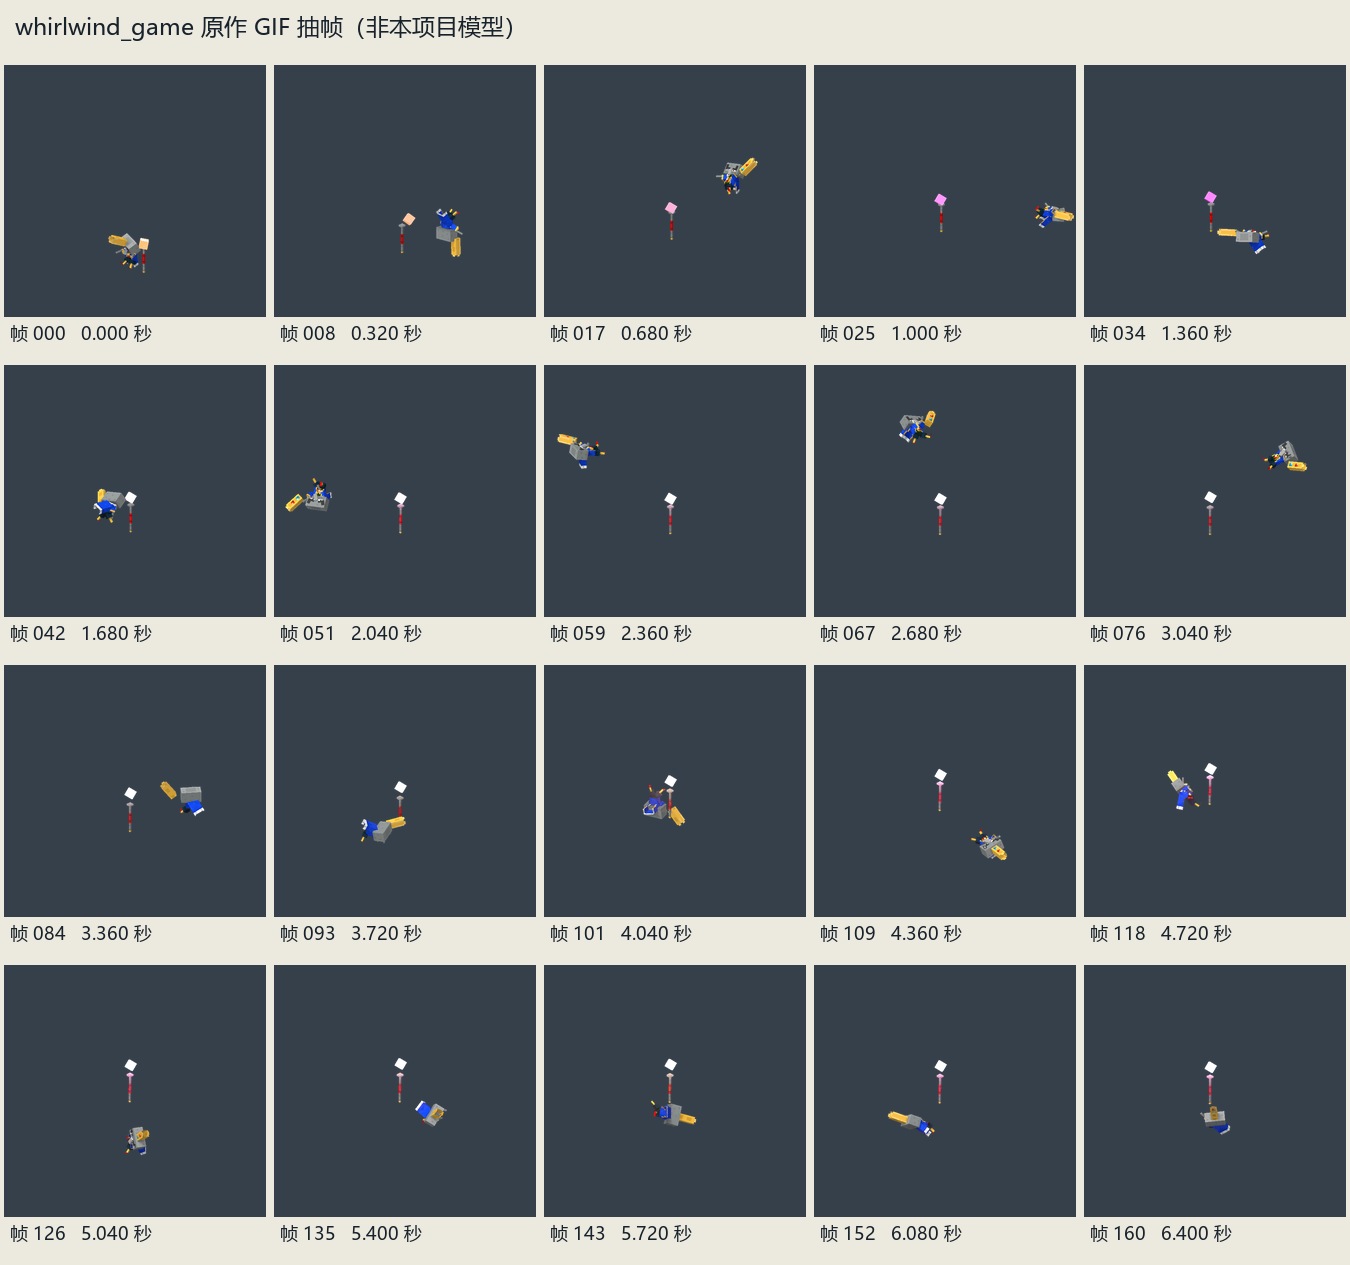 whirlwind_game 原作 GIF 抽帧（非本项目模型）
帧 000 0.000 秒
帧 008 0.320 秒
帧 017 0.680 秒
帧 025 1.000 秒
帧 034 1.360 秒
帧 042 1.680 秒
帧 051 2.040 秒
帧 059 2.360 秒
帧 067 2.680 秒
帧 076 3.040 秒
帧 084 3.360 秒
帧 093 3.720 秒
帧 101 4.040 秒
帧 109 4.360 秒
帧 118 4.720 秒
帧 126 5.040 秒
帧 135 5.400 秒
帧 143 5.720 秒
帧 152 6.080 秒
帧 160 6.400 秒